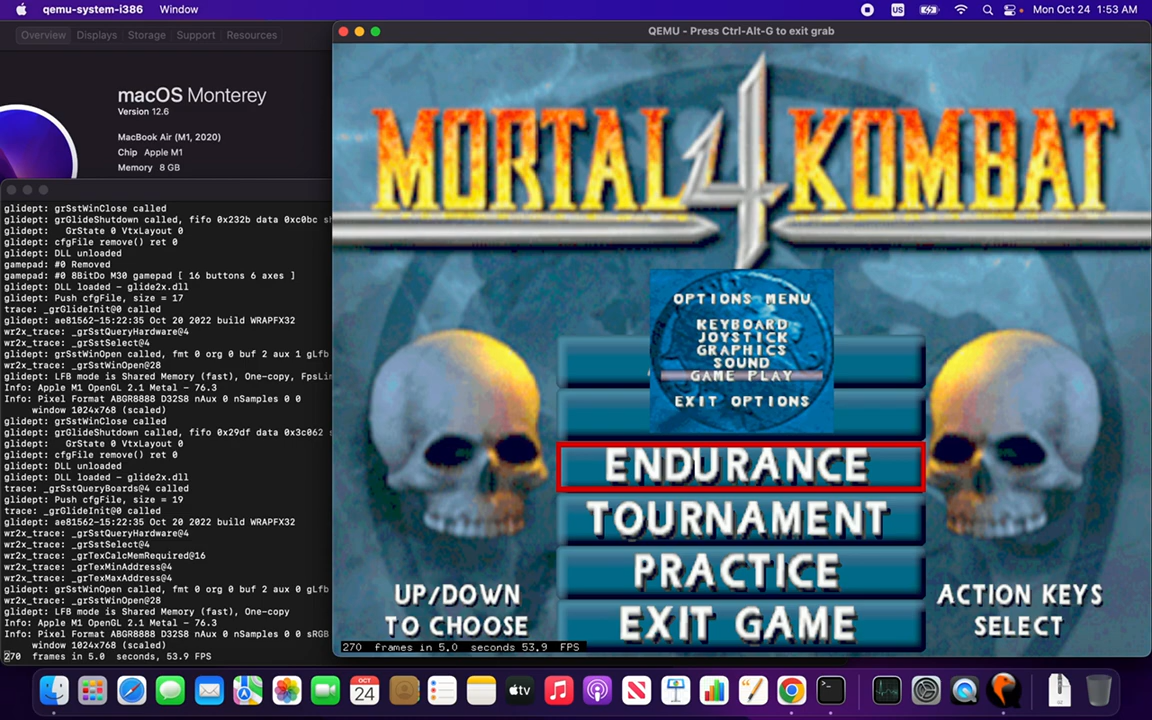 qemu-system-i386 Window
US
Mon Oct 24 1:53 AM
Overview Displays Storage Support Resources
macOS Monterey
Version 12.6
MacBook Air (M1, 2020)
Chip Apple M1
Memory 8 GB
glidept: grSstWinClose called
glidept: grGlideShutdown called, fifo 0x232b data 0xc0bc
glidept: GrState 0 VtxLayout 0
glidept: cfgFile remove() ret 0
glidept: DLL unloaded
gamepad: #0 Removed
gamepad: #0 8BitDo M30 gamepad [ 16 buttons 6 axes ]
glidept: DLL loaded - glide2x.dll
glidept: Push cfgFile, size = 17
trace: _grGlideInit@0 called
glidept: ae81562-15:22:35 Oct 20 2022 build WRAPFX32
wr2x_trace: _grSstQueryHardware@4
wr2x_trace: _grSstSelect@4
glidept: grSstWinOpen called, fmt 0 org 0 buf 2 aux 1 gLfb
wr2x_trace: _grSstWinOpen@28
glidept: LFB mode is Shared Memory (fast), One-copy, FpsLim
Info: Apple M1 OpenGL 2.1 Metal - 76.3
Info: Pixel Format ABGR8888 D32S8 nAux 0 nSamples 0 0
window 1024x768 (scaled)
glidept: grSstWinClose called
glidept: grGlideShutdown called, fifo 0x29df data 0x3c062
glidept: GrState 0 VtxLayout 0
glidept: cfgFile remove() ret 0
glidept: DLL unloaded
glidept: DLL loaded - glide2x.dll
trace: _grSstQueryBoards@4 called
glidept: Push cfgFile, size = 19
trace: _grGlideInit@0 called
glidept: ae81562-15:22:35 Oct 20 2022 build WRAPFX32
wr2x_trace: _grSstQueryHardware@4
wr2x_trace: _grSstSelect@4
wr2x_trace: _grTexCalcMemRequired@16
wr2x_trace: _grTexMinAddress@4
wr2x_trace: _grTexMaxAddress@4
glidept: grSstWinOpen called, fmt 0 org 0 buf 2 aux 0 gLfb
wr2x_trace: _grSstWinOpen@28
glidept: LFB mode is Shared Memory (fast), One-copy
Info: Apple M1 OpenGL 2.1 Metal - 76.3
Info: Pixel Format ABGR8888 D32S8 nAux 0 nSamples 0 0 sRGB
window 1024x768 (scaled)
270 frames in 5.0 seconds, 53.9 FPS
QEMU - Press Ctrl-Alt-G to exit grab
MORTAL 4 KOMBAT
OPTIONS MENU
KEYBOARD
JOYSTICK
GRAPHICS
SOUND
GAME PLAY
EXIT OPTIONS
ENDURANCE
TOURNAMENT
PRACTICE
EXIT GAME
UP/DOWN
TO CHOOSE
ACTION KEYS
SELECT
270 frames in 5.0 seconds 53.9 FPS
OCT
24
tv